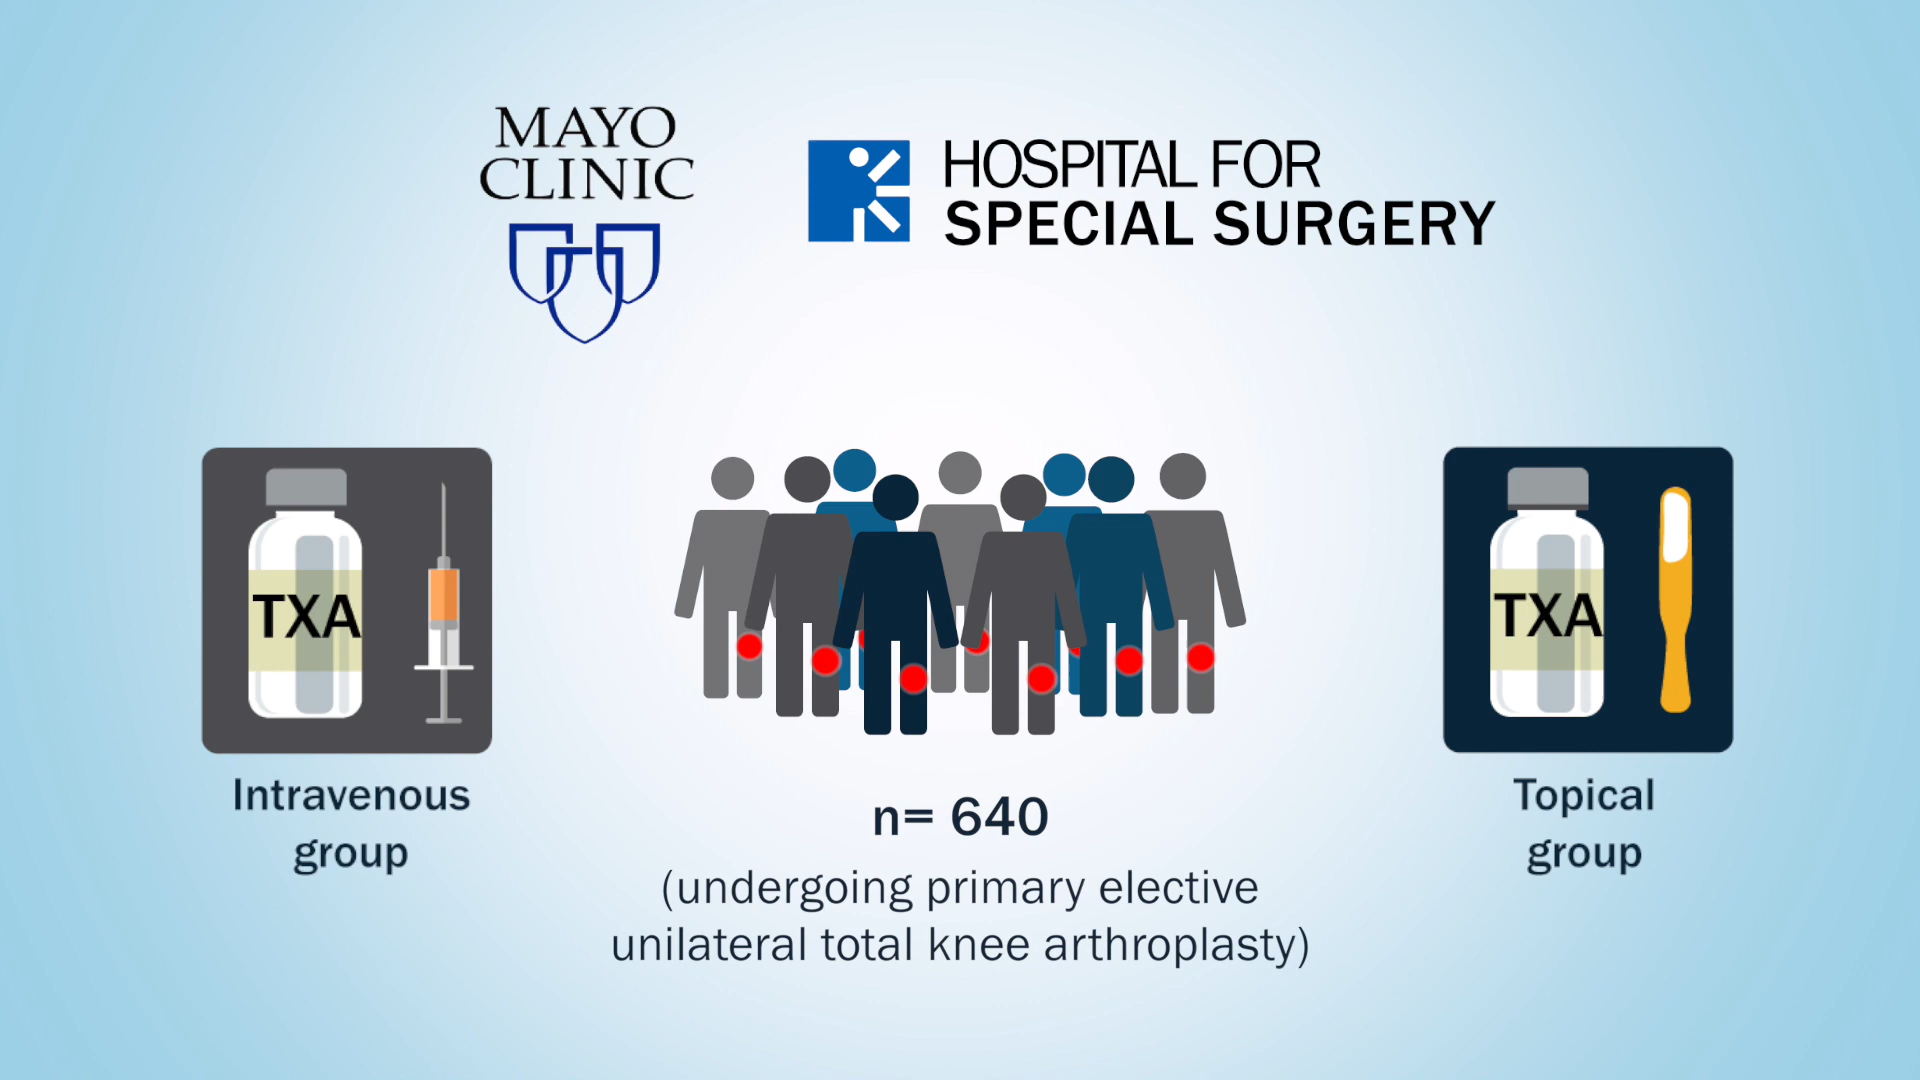 MAYO
CLINIC
HOSPITAL FOR
SPECIAL SURGERY
TXA
Intravenous
group
n= 640
(undergoing primary elective
unilateral total knee arthroplasty)
TXA
Topical
group